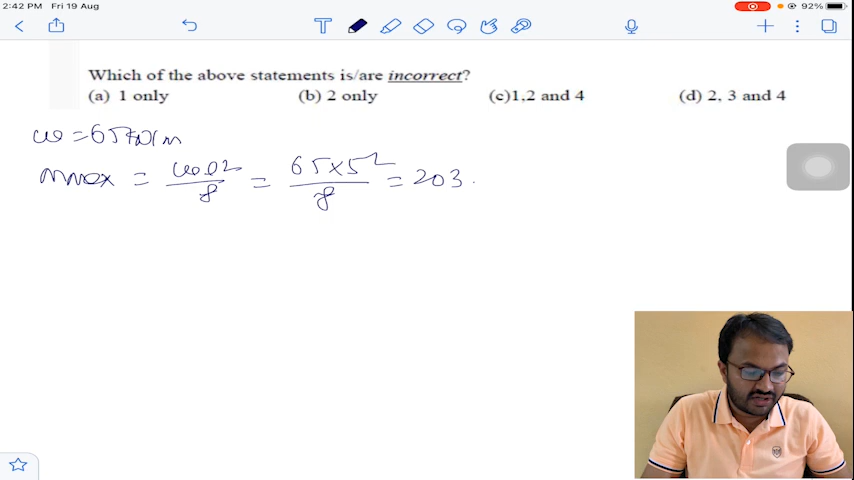 2:42 PM Fri 19 Aug 92%
Which of the above statements is/are incorrect?
(a) 1 only (b) 2 only (c)1,2 and 4 (d) 2, 3 and 4
w = 65 kN/m
Mmax = wl²/8 = 65×5²/8 = 203.